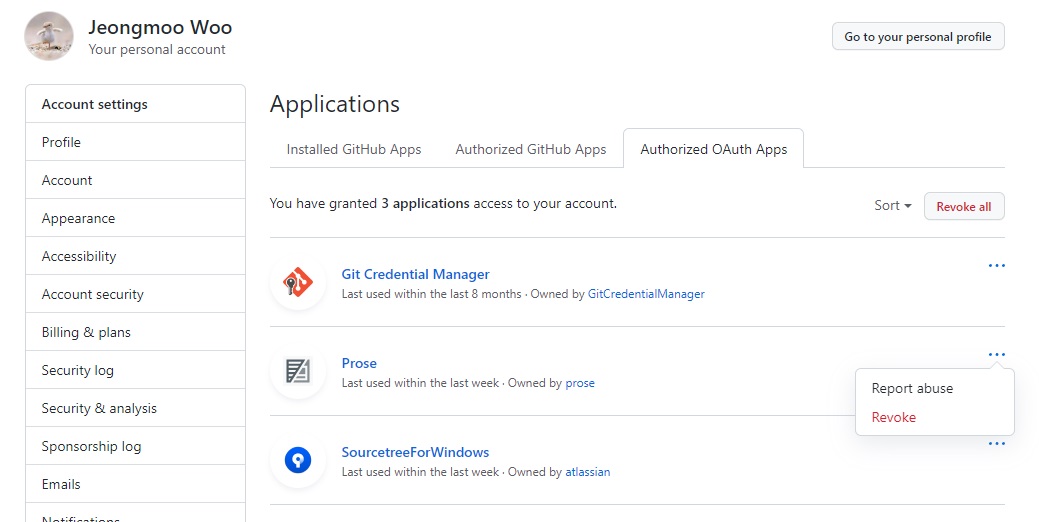 Jeongmoo Woo
Your personal account
Go to your personal profile
Account settings
Profile
Account
Appearance
Accessibility
Account security
Billing & plans
Security log
Security & analysis
Sponsorship log
Emails
Notifications
Applications
Installed GitHub Apps
Authorized GitHub Apps
Authorized OAuth Apps
You have granted 3 applications access to your account.
Sort
Revoke all
Git Credential Manager
Last used within the last 8 months · Owned by GitCredentialManager
Prose
Last used within the last week · Owned by prose
Report abuse
Revoke
SourcetreeForWindows
Last used within the last week · Owned by atlassian